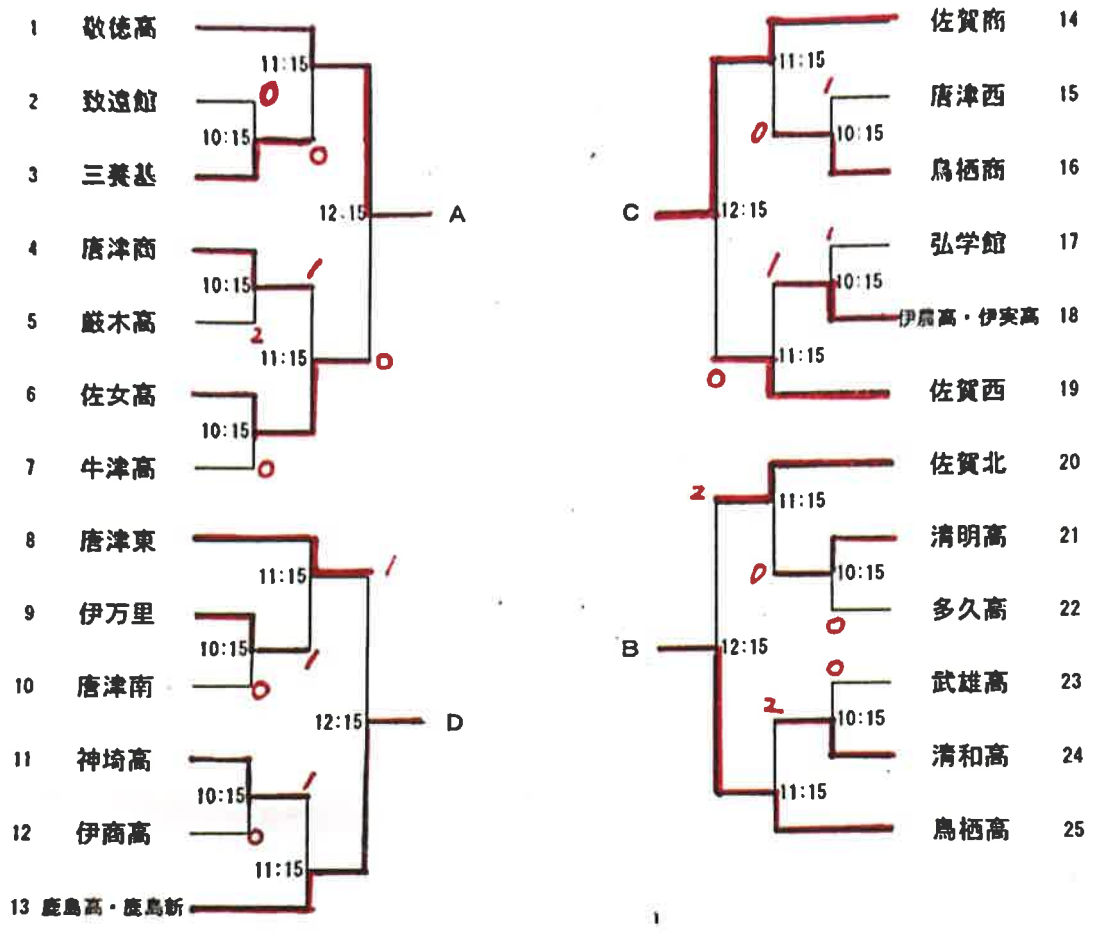 1 敬徳高
11:15
0
2 致遠館
10:15
0
3 三養基
12.15 A
4 唐津商
1
10:15
5 厳木高
2
11:15
0
6 佐女高
10:15
7 牛津高
0
8 唐津東
1
11:15
9 伊万里
10:15
1
10 唐津南
0
12:15 D
11 神埼高
1
10:15
12 伊商高
0
11:15
13 鹿島高・鹿島新
佐賀商 14
11:15
1
唐津西 15
0
10:15
鳥栖商 16
C 12:15
1
弘学館 17
1
10:15
伊農高・伊実高 18
11:15
0
佐賀西 19
佐賀北 20
2
11:15
清明高 21
0
10:15
多久高 22
0
B 12:15
0
武雄高 23
2
10:15
清和高 24
11:15
鳥栖高 25